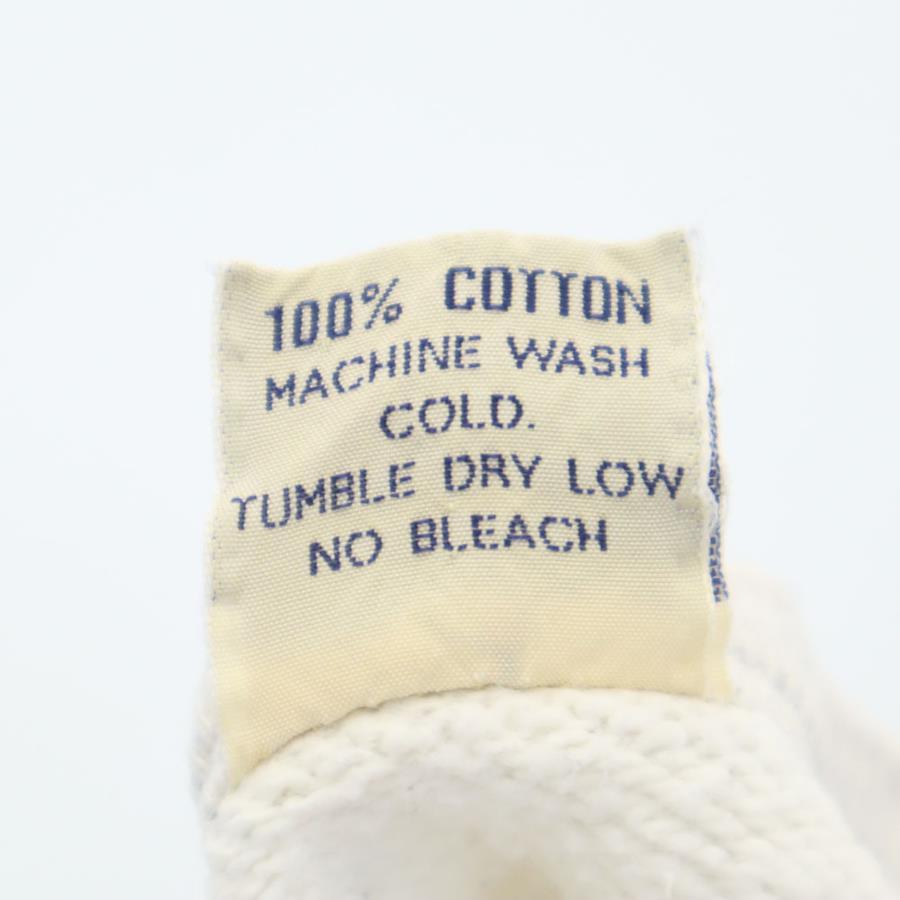 100% COTTON
MACHINE WASH
COLD.
TUMBLE DRY LOW
NO BLEACH